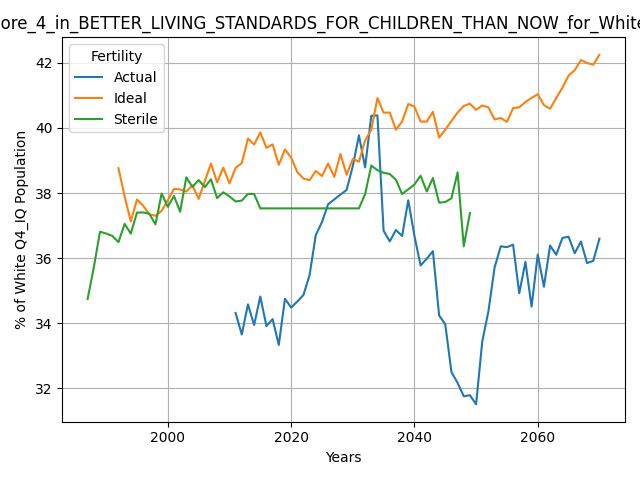 ore_4_in_BETTER_LIVING_STANDARDS_FOR_CHILDREN_THAN_NOW_for_White
Fertility
Actual
Ideal
Sterile
% of White Q4_IQ Population
42
40
38
36
34
32
2000
2020
2040
2060
Years